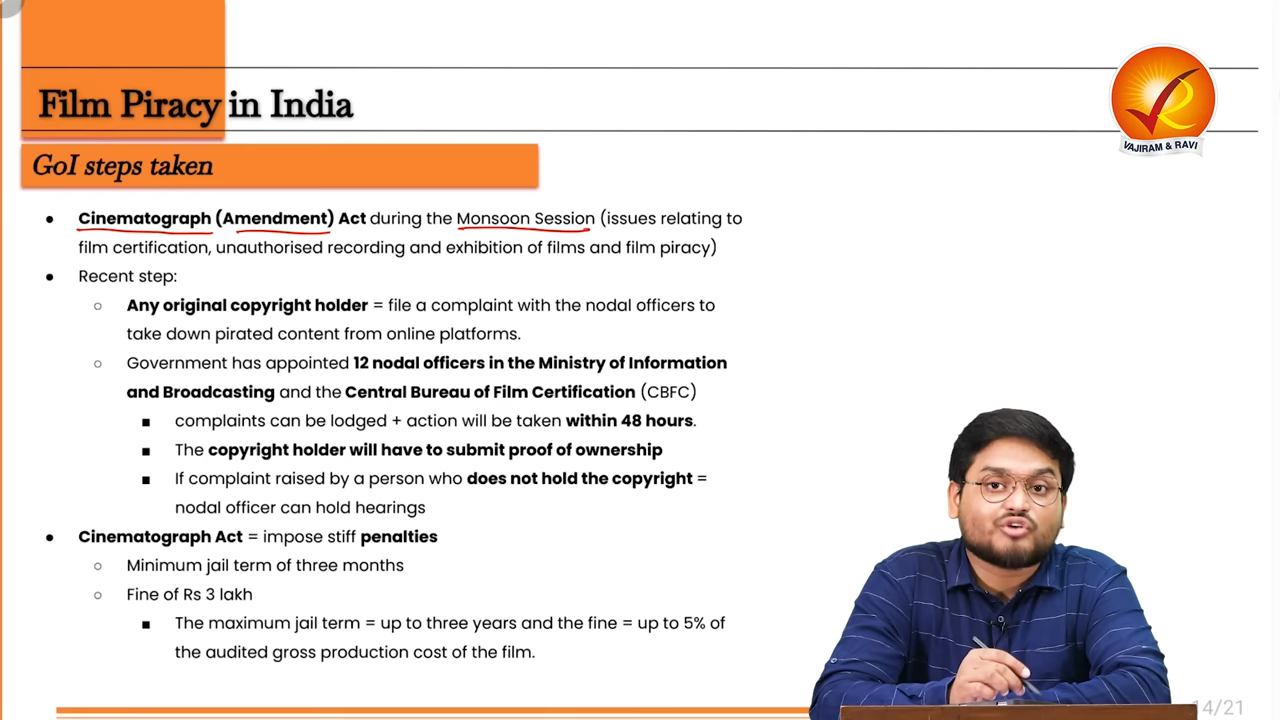 Film Piracy in India
VAJIRAM & RAVI
GoI steps taken
● Cinematograph (Amendment) Act during the Monsoon Session (issues relating to
film certification, unauthorised recording and exhibition of films and film piracy)
● Recent step:
○ Any original copyright holder = file a complaint with the nodal officers to
take down pirated content from online platforms.
○ Government has appointed 12 nodal officers in the Ministry of Information
and Broadcasting and the Central Bureau of Film Certification (CBFC)
■ complaints can be lodged + action will be taken within 48 hours.
■ The copyright holder will have to submit proof of ownership
■ If complaint raised by a person who does not hold the copyright =
nodal officer can hold hearings
● Cinematograph Act = impose stiff penalties
○ Minimum jail term of three months
○ Fine of Rs 3 lakh
■ The maximum jail term = up to three years and the fine = up to 5% of
the audited gross production cost of the film.
14/21